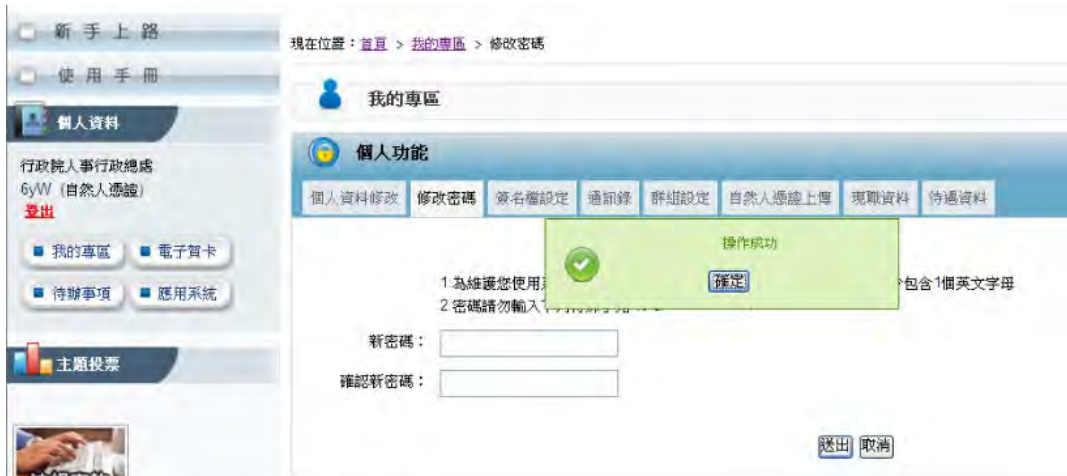 新手上路
使用手冊
個人資料
行政院人事行政總處
6yW (自然人憑證)
登出
我的專區 電子賀卡
待辦事項 應用系統
主題投票
現在位置：首頁 > 我的專區 > 修改密碼
我的專區
個人功能
個人資料修改 修改密碼 簽名檔設定 通訊錄 群組設定 自然人憑證上傳 現職資料 待遇資料
操作成功
確定
1.為維護您使用 包含1個英文字母
2.密碼請勿輸入
新密碼：
確認新密碼：
送出 取消